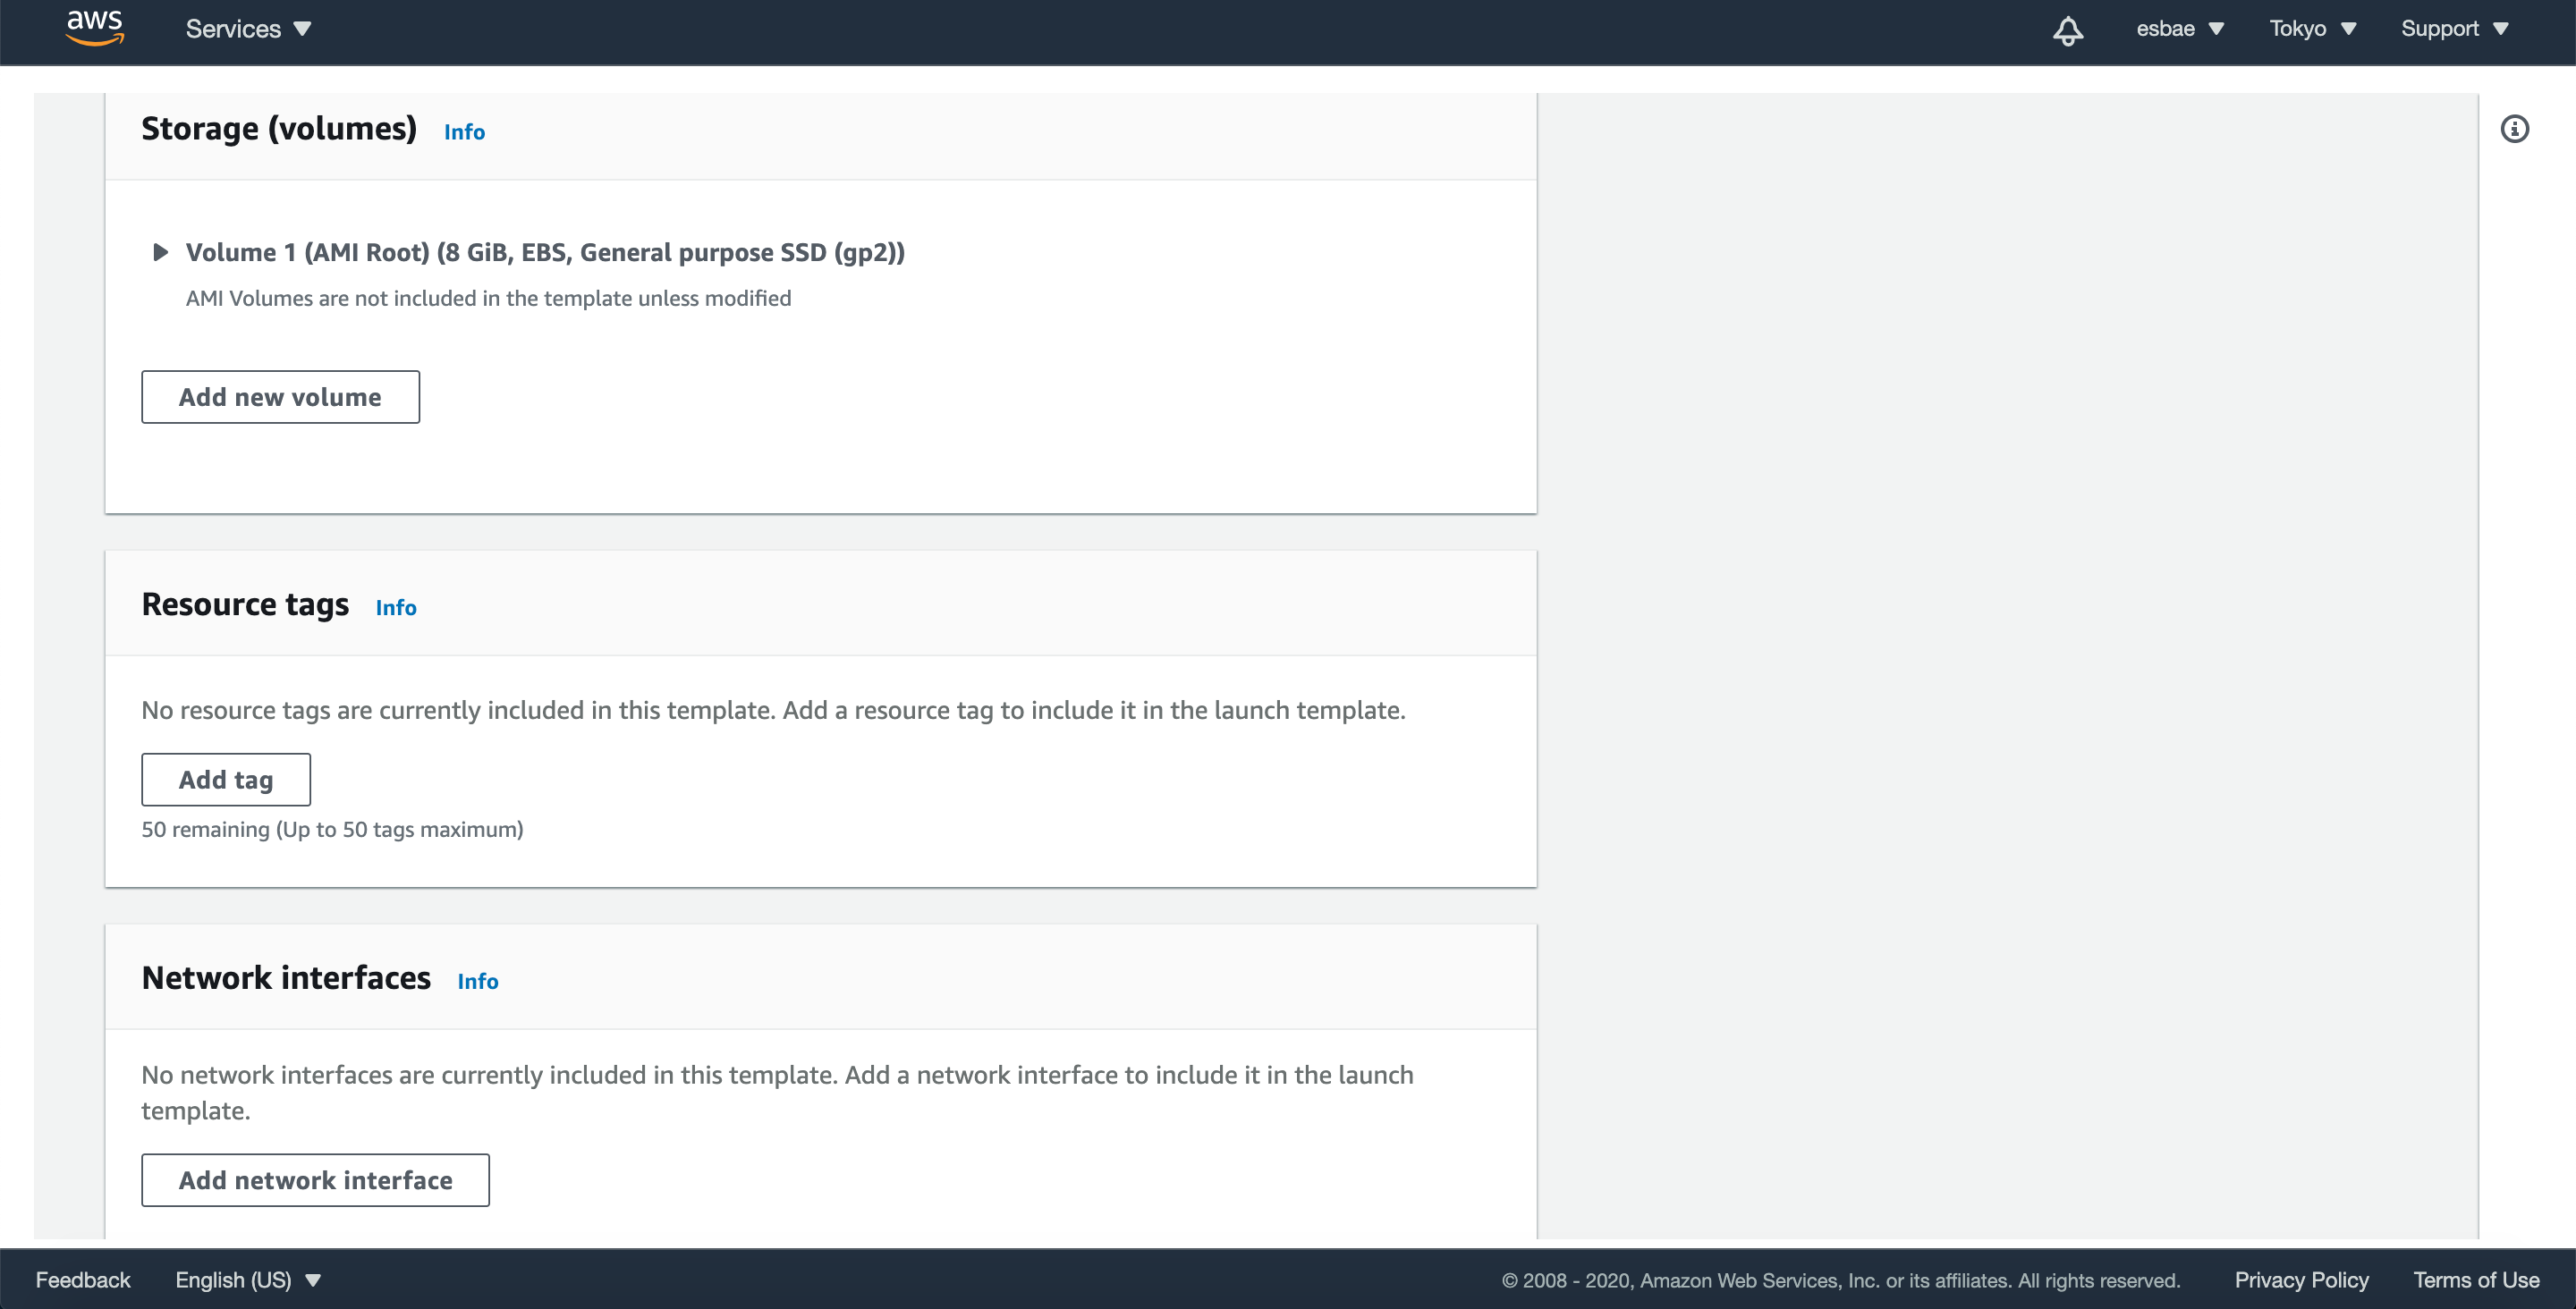 aws Services esbae Tokyo Support
Storage (volumes) Info
Volume 1 (AMI Root) (8 GiB, EBS, General purpose SSD (gp2))
AMI Volumes are not included in the template unless modified
Add new volume
Resource tags Info
No resource tags are currently included in this template. Add a resource tag to include it in the launch template.
Add tag
50 remaining (Up to 50 tags maximum)
Network interfaces Info
No network interfaces are currently included in this template. Add a network interface to include it in the launch
template.
Add network interface
Feedback English (US) © 2008 - 2020, Amazon Web Services, Inc. or its affiliates. All rights reserved. Privacy Policy Terms of Use